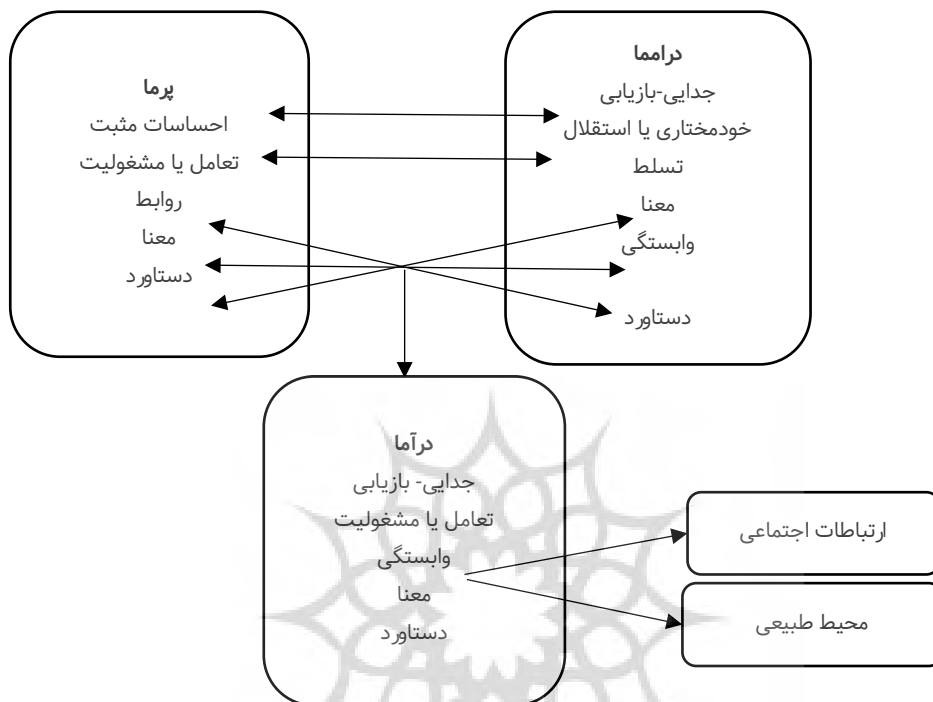 درامما
جدایی-بازیابی
خودمختاری یا استقلال
تسلط
معنا
وابستگی
دستاورد
پرما
احساسات مثبت
تعامل یا مشغولیت
روابط
معنا
دستاورد
درآما
جدایی- بازیابی
تعامل یا مشغولیت
وابستگی
معنا
دستاورد
ارتباطات اجتماعی
محیط طبیعی